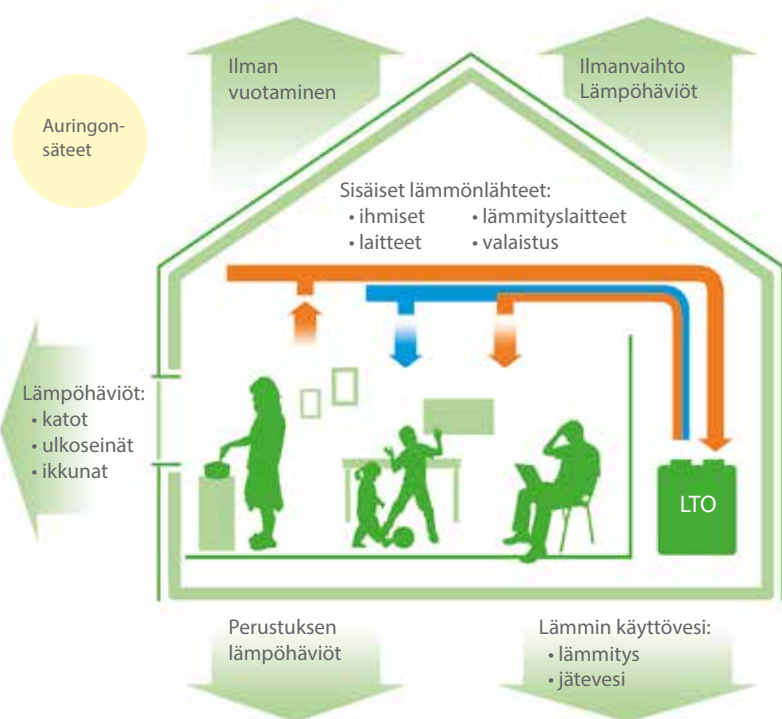 Ilman
vuotaminen
Ilmanvaihto
Lämpöhäviöt
Auringon-
säteet
Sisäiset lämmönlähteet:
• ihmiset • lämmityslaitteet
• laitteet • valaistus
Lämpöhäviöt:
• katot
• ulkoseinät
• ikkunat
LTO
Perustuksen
lämpöhäviöt
Lämmin käyttövesi:
• lämmitys
• jätevesi